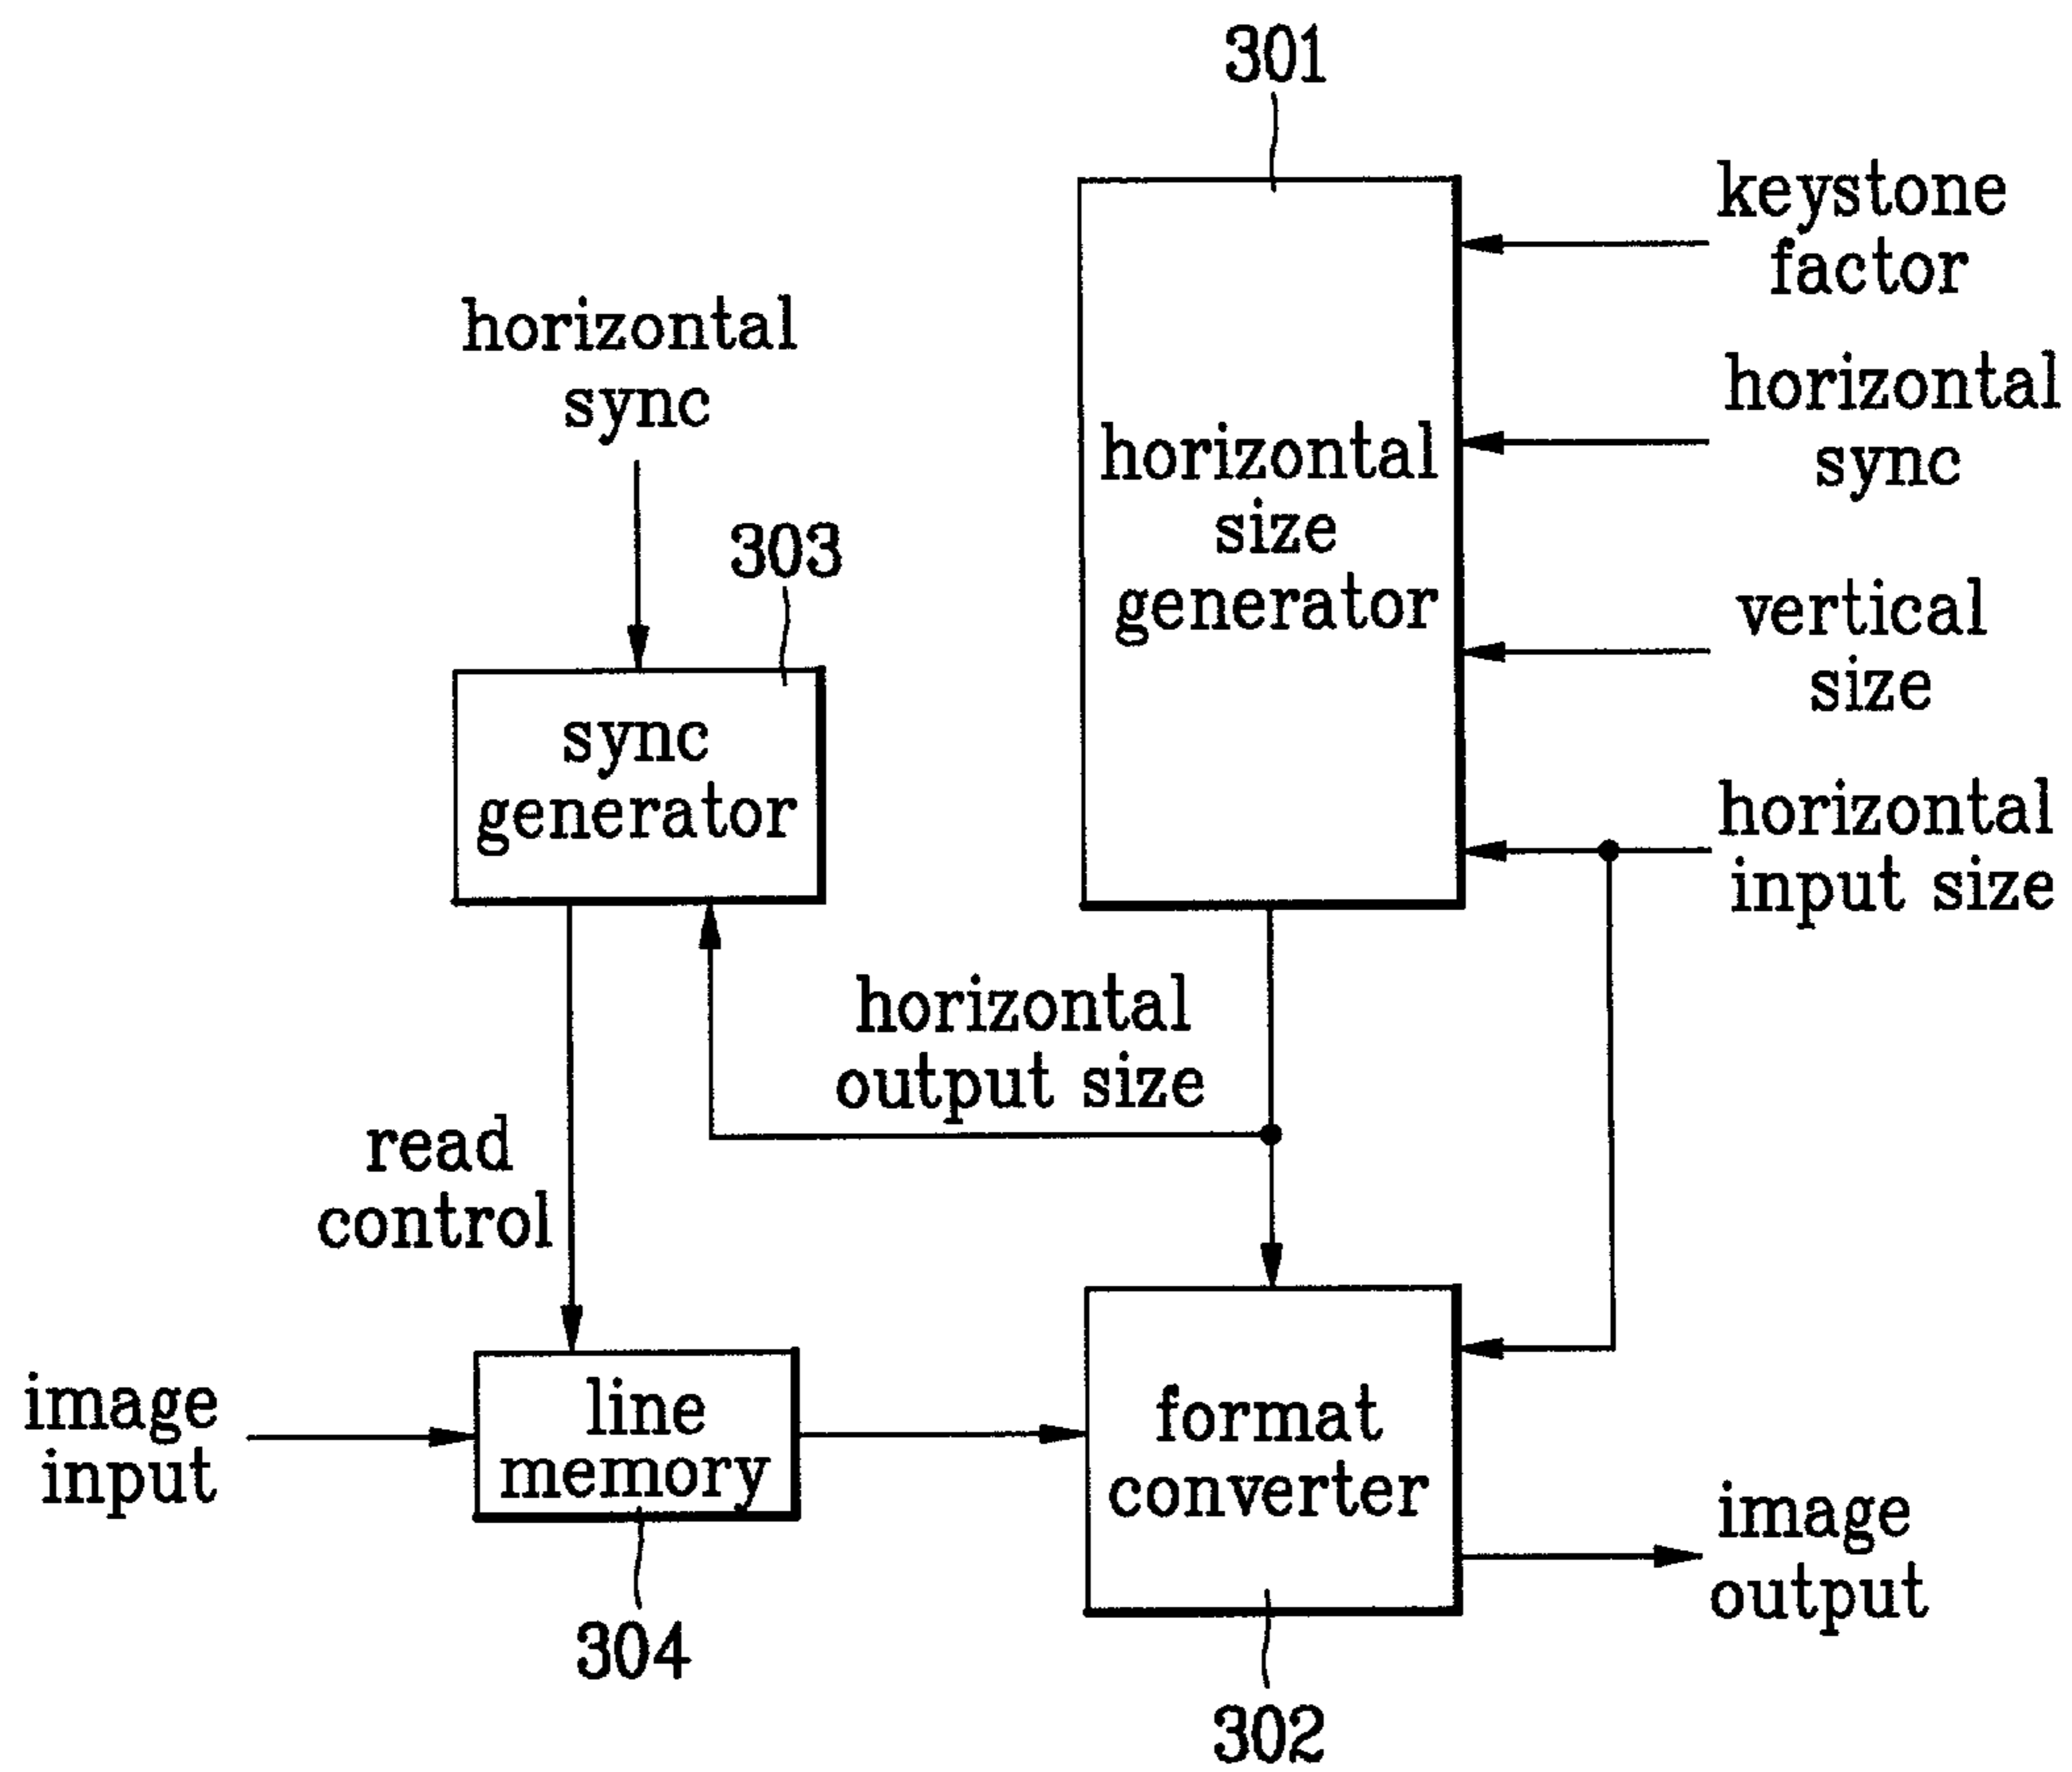 301
keystone
factor
horizontal
sync
horizontal
sync
303
horizontal
size
generator
vertical
size
sync
generator
horizontal
input size
horizontal
output size
read
control
image
input
line
memory
format
converter
image
output
304
302